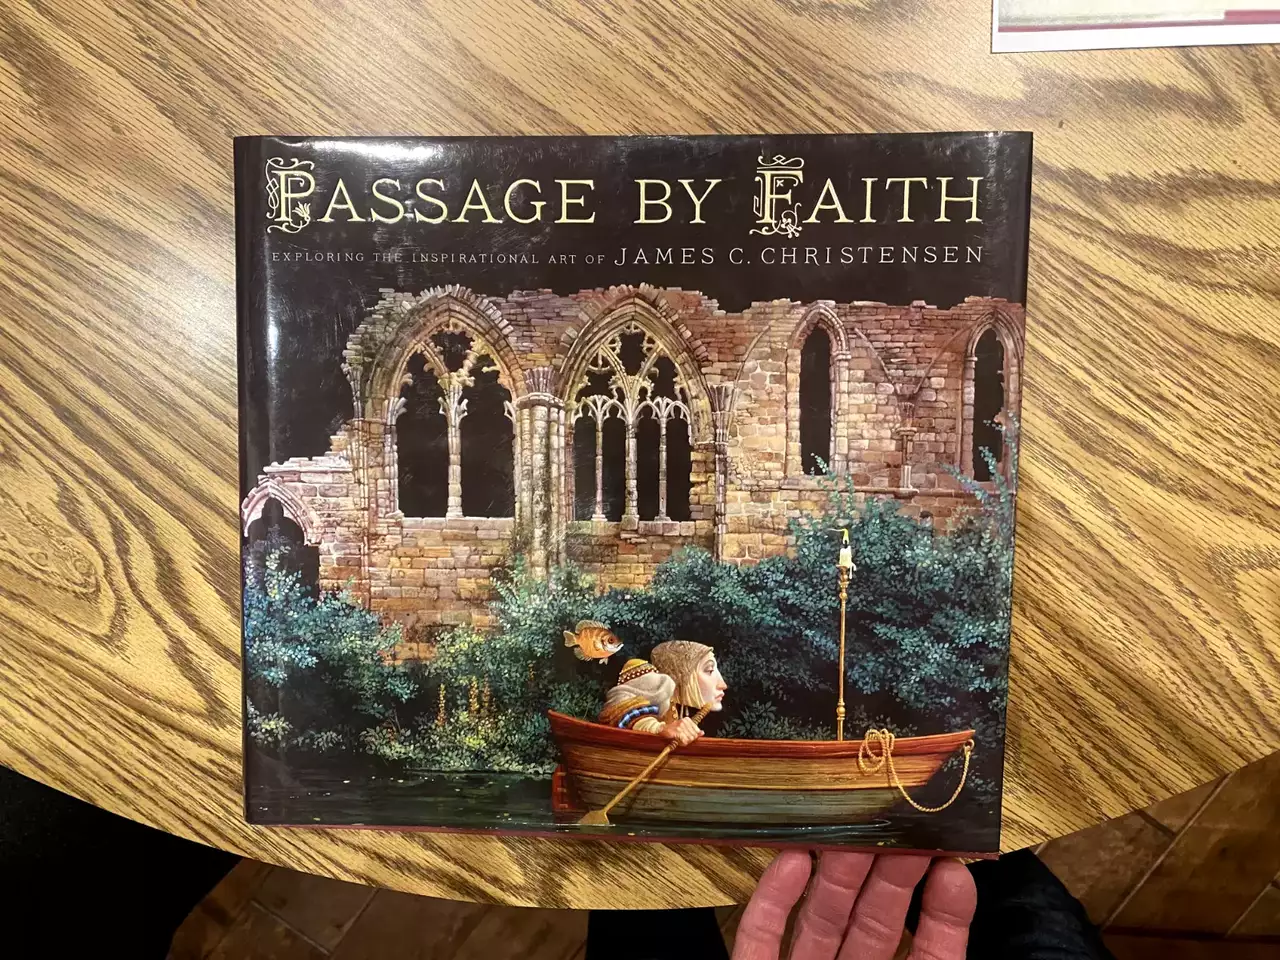 PASSAGE BY FAITH
EXPLORING THE INSPIRATIONAL ART OF JAMES C. CHRISTENSEN